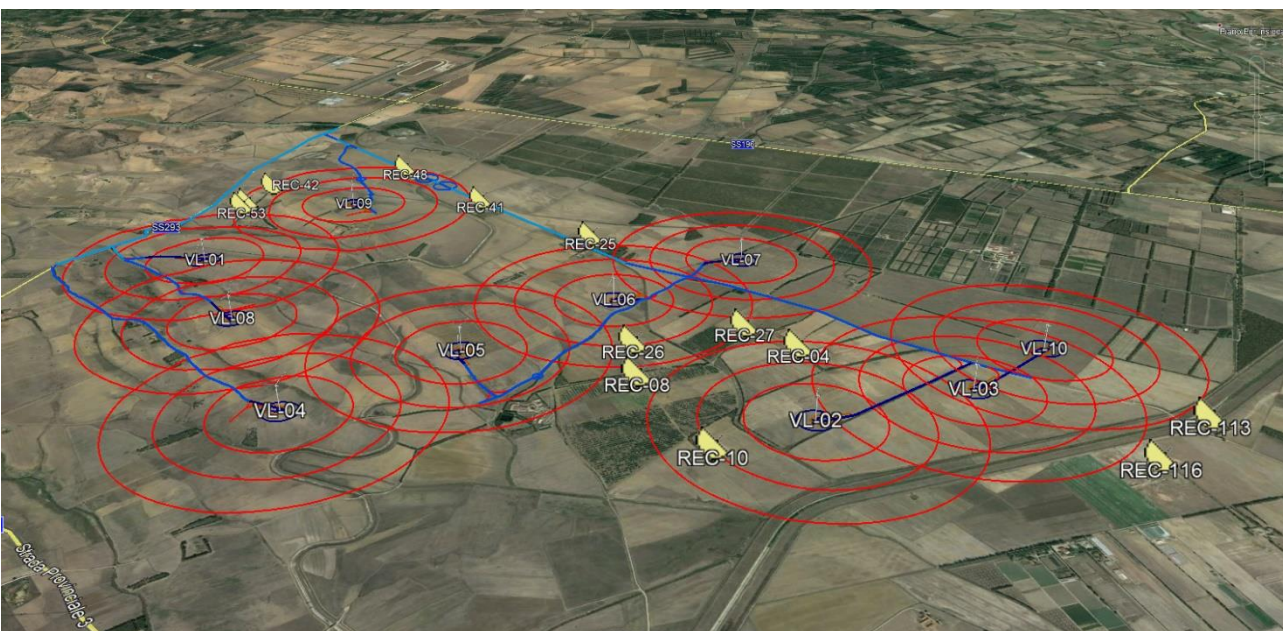 SS196
REC-48
REC-42
VL-09
REC-41
REC-53
SS293
REC-25
VL-01
VL-07
VL-06
VL-08
REC-27
REC-26
REC-04
VL-05
VL-10
REC-08
VL-03
VL-04
VL-02
REC-113
REC-10
REC-116
Strada Provinciale 3